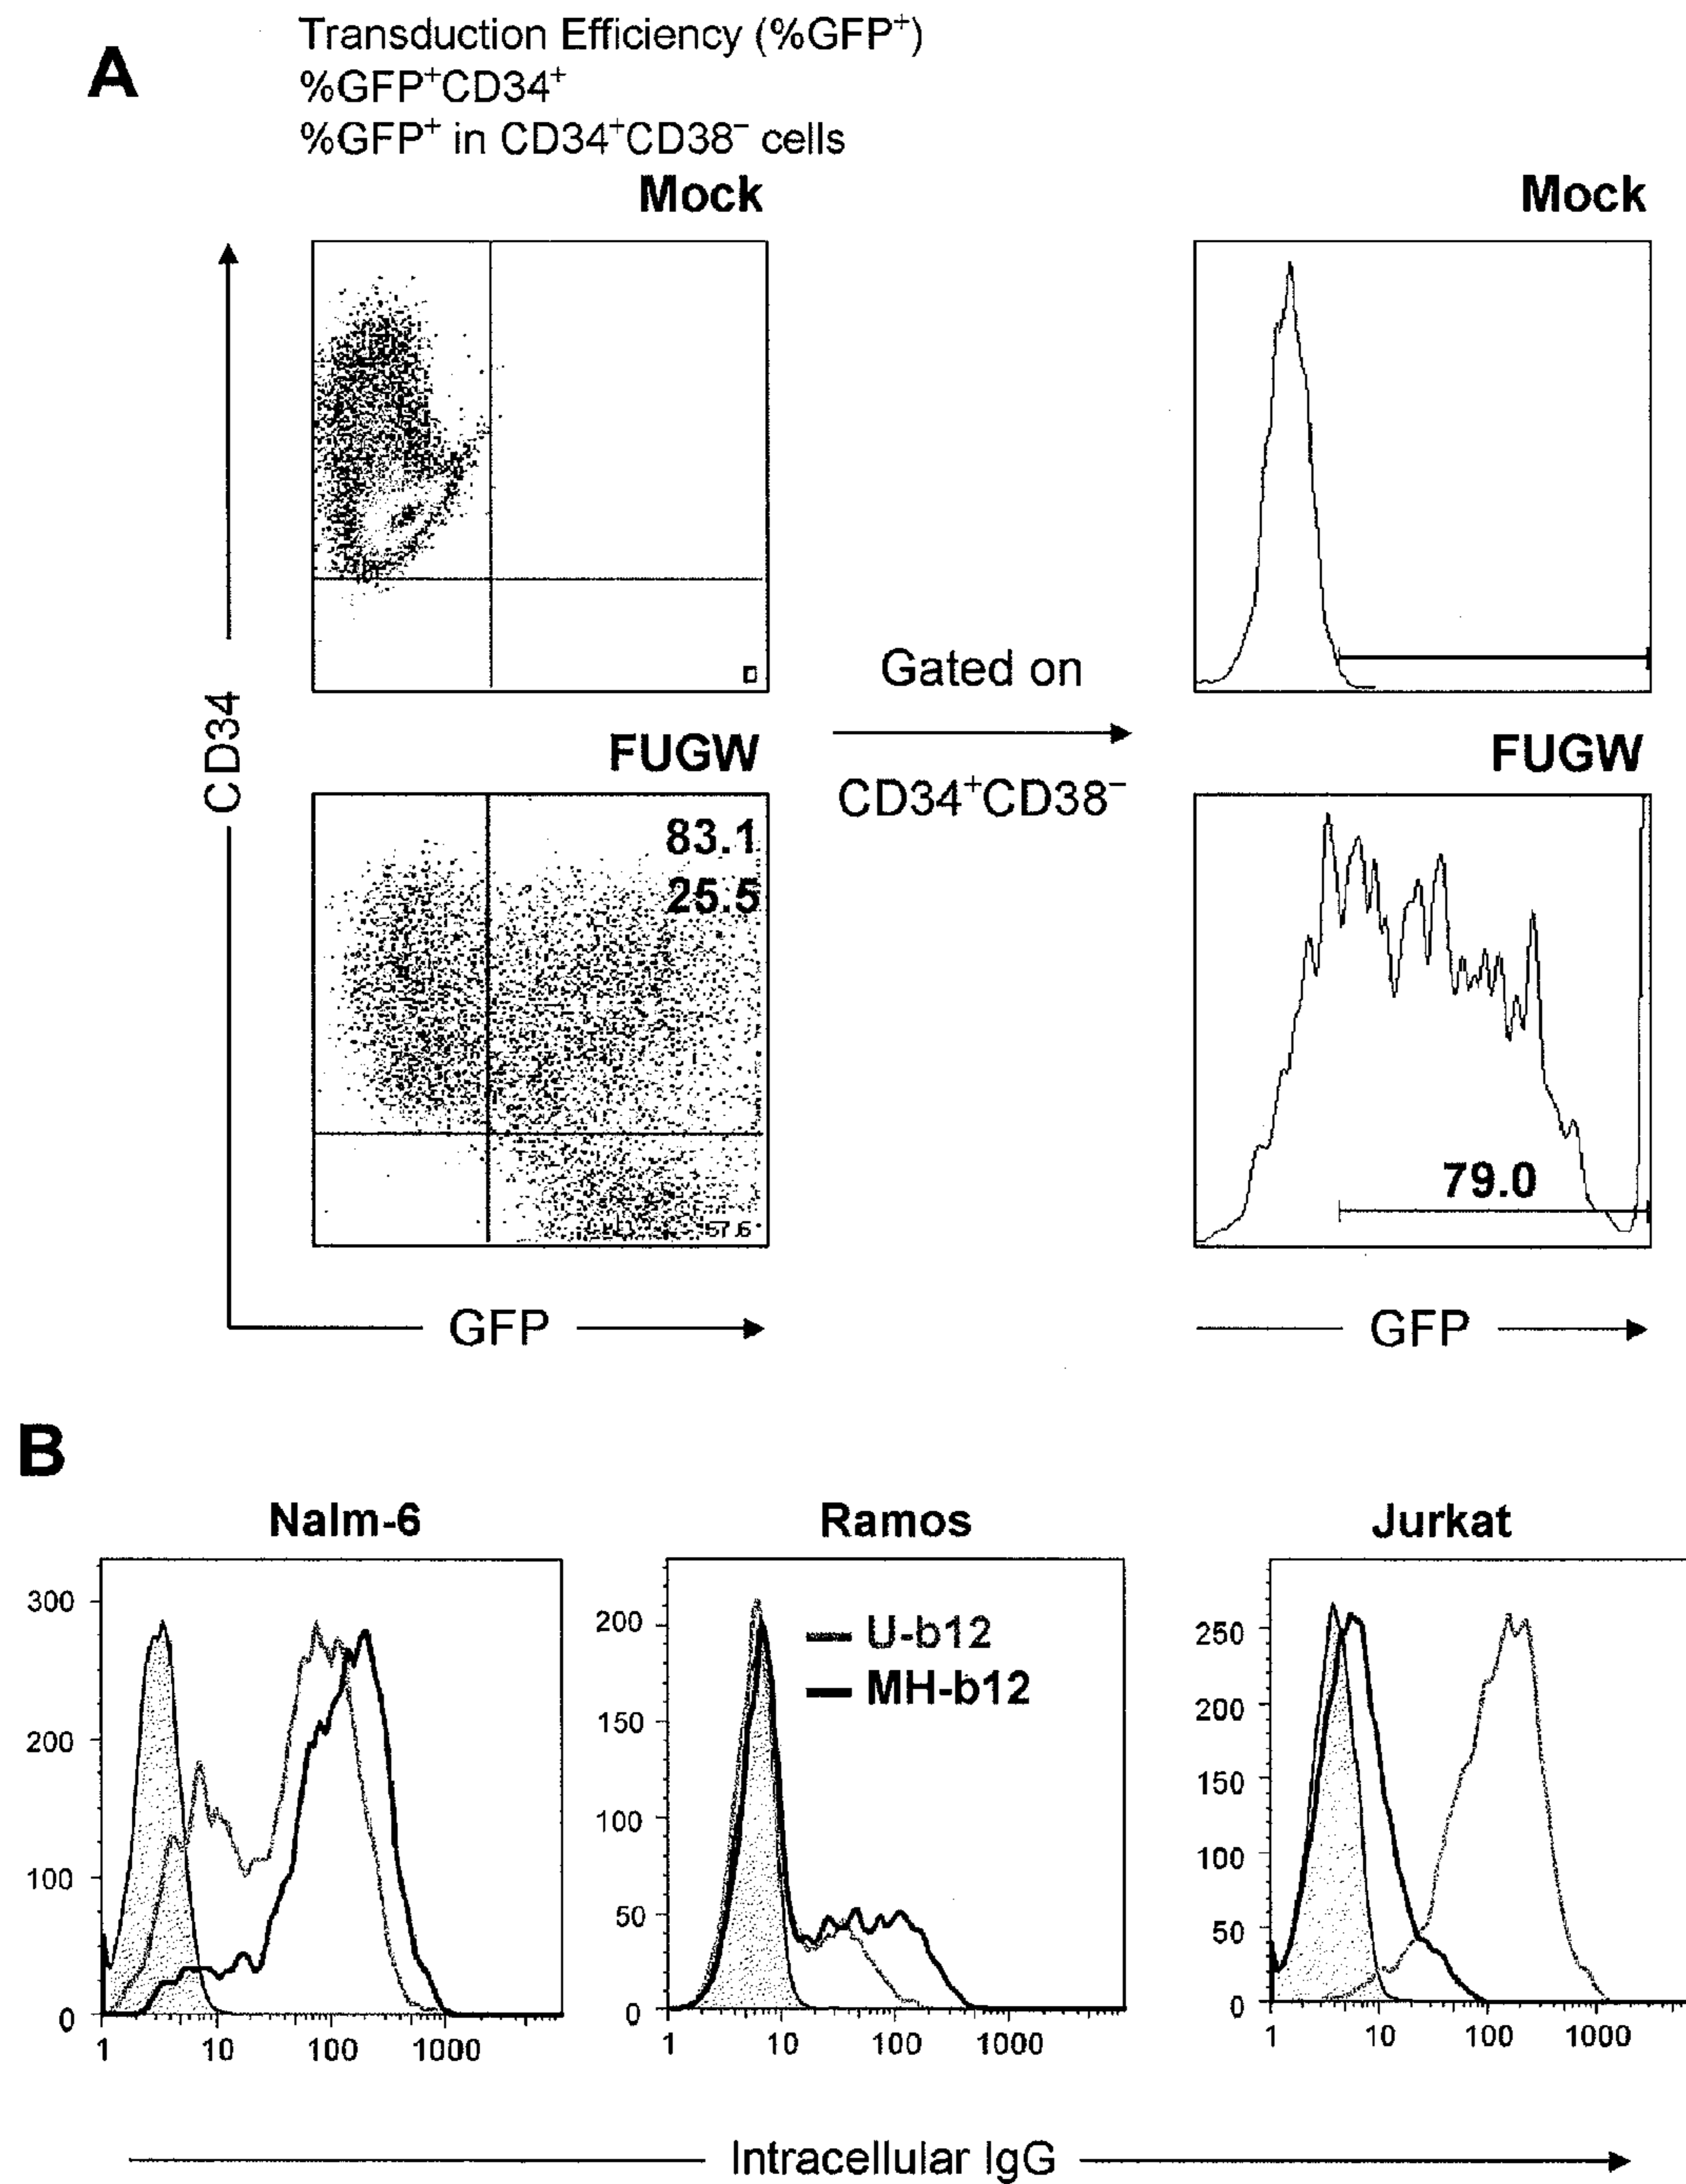 A
Transduction Efficiency (%GFP⁺)
%GFP⁺CD34⁺
%GFP⁺ in CD34⁺CD38⁻ cells
Mock
Mock
Gated on
CD34⁺CD38⁻
CD34
FUGW
83.1
25.5
57.6
FUGW
79.0
GFP
GFP
B
Nalm-6
300
200
100
0
1 10 100 1000
Ramos
200
150
100
50
0
U-b12
MH-b12
1 10 100 1000
Jurkat
250
200
150
100
50
0
1 10 100 1000
Intracellular IgG